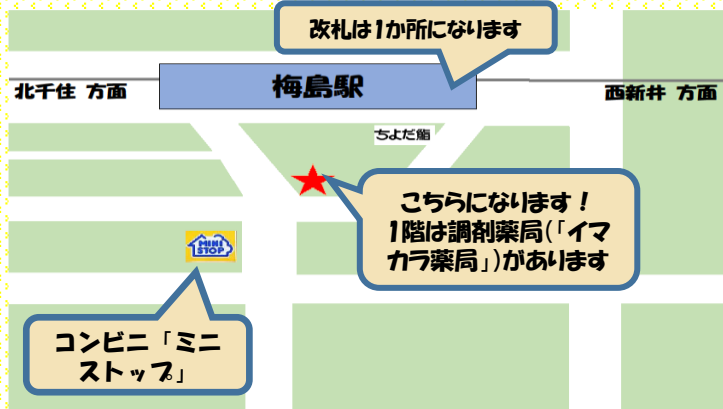 改札は1か所になります
北千住 方面
梅島駅
西新井 方面
ちよだ鮨
こちらになります！
1階は調剤薬局(「イマ
カラ薬局」)があります
MINI
STOP
コンビニ「ミニ
ストップ」